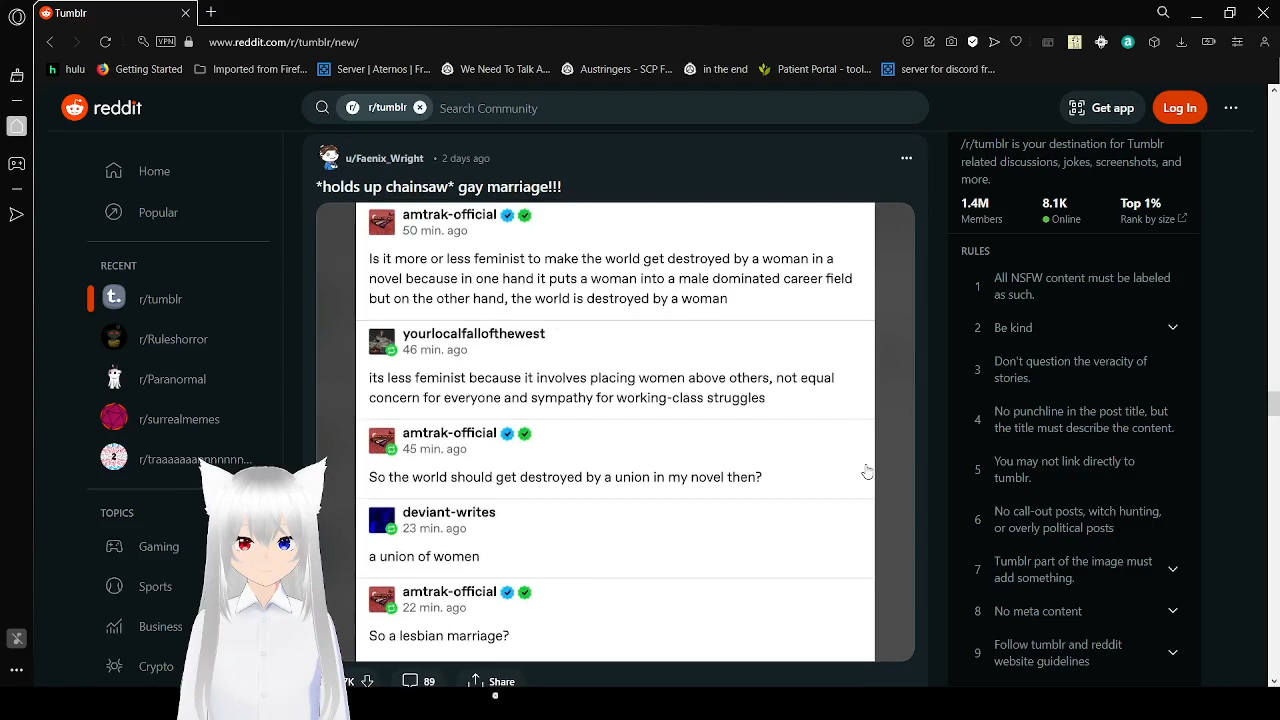 Tumblr
www.reddit.com/r/tumblr/new/
VPN
hulu
Getting Started
Imported from Firef...
Server | Aternos | Fr...
We Need To Talk A...
Austringers - SCP F...
in the end
Patient Portal - tool...
server for discord fr...
reddit
r/tumblr
Search Community
Get app
Log In
Home
Popular
RECENT
r/tumblr
r/Ruleshorror
r/Paranormal
r/surrealmemes
r/traaaaaaannnnnnn...
TOPICS
Gaming
Sports
Business
Crypto
u/Faenix_Wright • 2 days ago
*holds up chainsaw* gay marriage!!!
amtrak-official
50 min. ago
Is it more or less feminist to make the world get destroyed by a woman in a
novel because in one hand it puts a woman into a male dominated career field
but on the other hand, the world is destroyed by a woman
yourlocalfallofthewest
46 min. ago
its less feminist because it involves placing women above others, not equal
concern for everyone and sympathy for working-class struggles
amtrak-official
45 min. ago
So the world should get destroyed by a union in my novel then?
deviant-writes
23 min. ago
a union of women
amtrak-official
22 min. ago
So a lesbian marriage?
89
Share
/r/tumblr is your destination for Tumblr
related discussions, jokes, screenshots, and
more.
1.4M 8.1K Top 1%
Members Online Rank by size
RULES
1 All NSFW content must be labeled
as such.
2 Be kind
3 Don't question the veracity of
stories.
4 No punchline in the post title, but
the title must describe the content.
5 You may not link directly to
tumblr.
6 No call-out posts, witch hunting,
or overly political posts
7 Tumblr part of the image must
add something.
8 No meta content
9 Follow tumblr and reddit
website guidelines